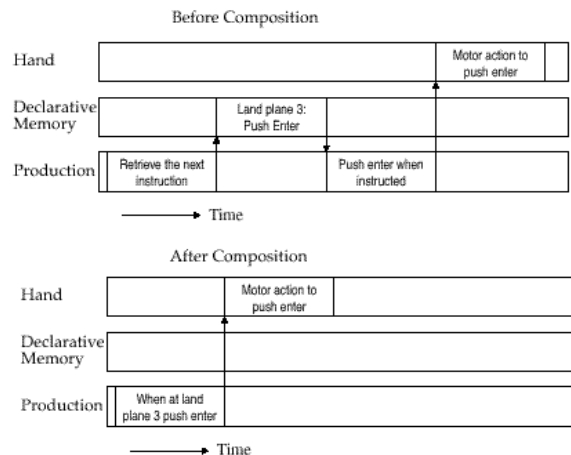 Before Composition
Hand
Motor action to
push enter
Declarative
Memory
Land plane 3:
Push Enter
Production
Retrieve the next
instruction
Push enter when
instructed
Time
After Composition
Hand
Motor action to
push enter
Declarative
Memory
Production
When at land
plane 3 push enter
Time